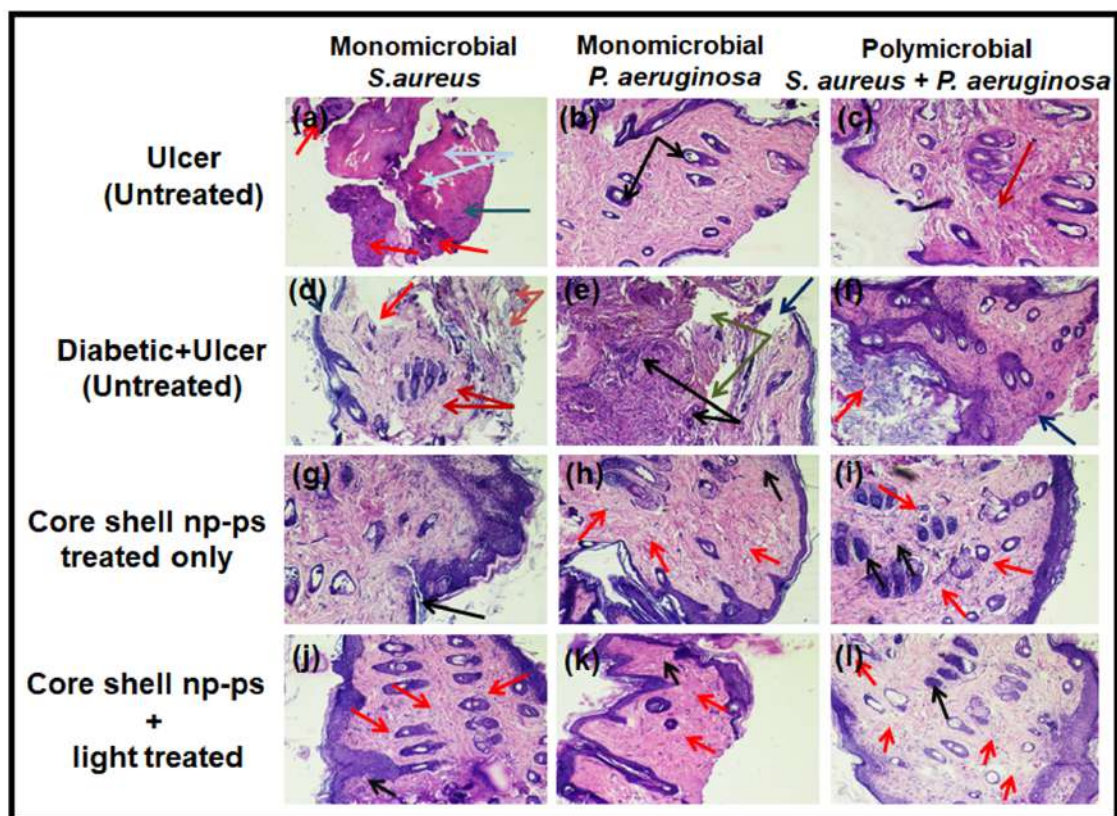 Monomicrobial Monomicrobial Polymicrobial
S.aureus P. aeruginosa S. aureus + P. aeruginosa
Ulcer
(Untreated)
(a) (b) (c)
Diabetic+Ulcer
(Untreated)
(d) (e) (f)
Core shell np-ps
treated only
(g) (h) (i)
Core shell np-ps
+
light treated
(j) (k) (l)